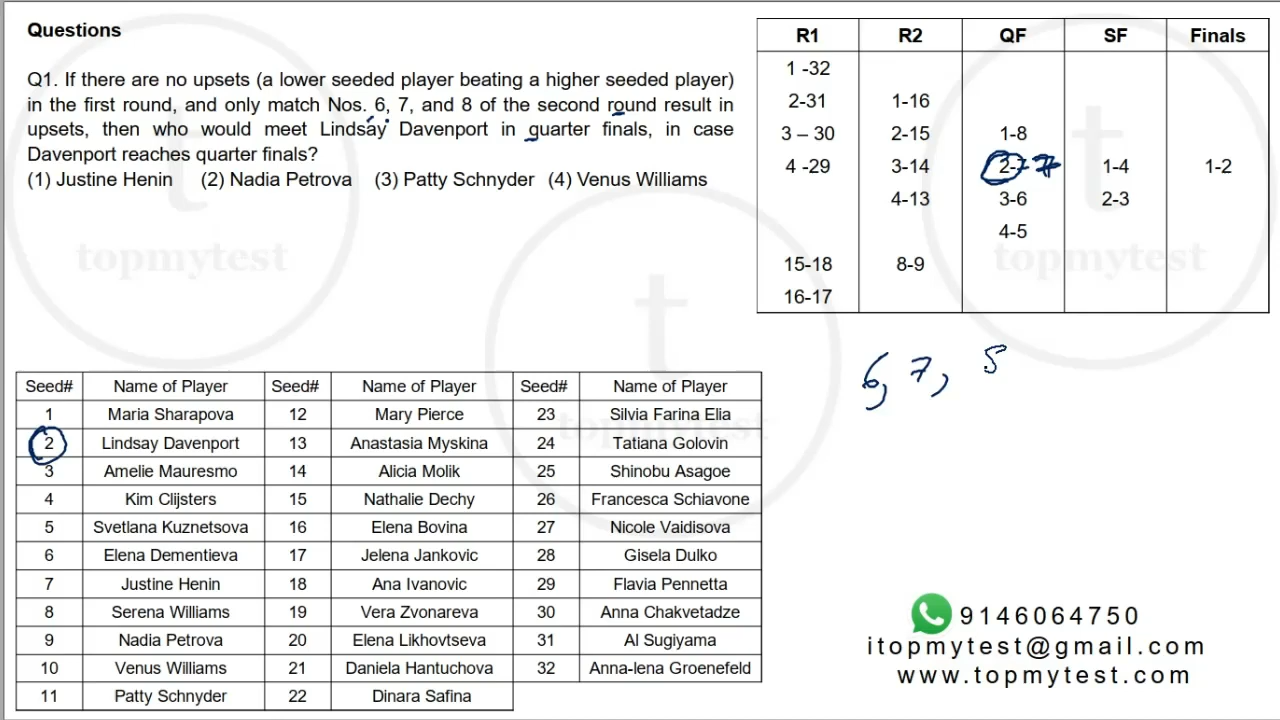 Questions
Q1. If there are no upsets (a lower seeded player beating a higher seeded player)
in the first round, and only match Nos. 6, 7, and 8 of the second round result in
upsets, then who would meet Lindsay Davenport in quarter finals, in case
Davenport reaches quarter finals?
(1) Justine Henin (2) Nadia Petrova (3) Patty Schnyder (4) Venus Williams
R1 R2 QF SF Finals
1 -32
2-31 1-16
3 – 30 2-15 1-8
4 -29 3-14 2-7 7 1-4 1-2
4-13 3-6 2-3
4-5
15-18 8-9
16-17
6, 7, 8
Seed# Name of Player Seed# Name of Player Seed# Name of Player
1 Maria Sharapova 12 Mary Pierce 23 Silvia Farina Elia
2 Lindsay Davenport 13 Anastasia Myskina 24 Tatiana Golovin
3 Amelie Mauresmo 14 Alicia Molik 25 Shinobu Asagoe
4 Kim Clijsters 15 Nathalie Dechy 26 Francesca Schiavone
5 Svetlana Kuznetsova 16 Elena Bovina 27 Nicole Vaidisova
6 Elena Dementieva 17 Jelena Jankovic 28 Gisela Dulko
7 Justine Henin 18 Ana Ivanovic 29 Flavia Pennetta
8 Serena Williams 19 Vera Zvonareva 30 Anna Chakvetadze
9 Nadia Petrova 20 Elena Likhovtseva 31 Al Sugiyama
10 Venus Williams 21 Daniela Hantuchova 32 Anna-lena Groenefeld
11 Patty Schnyder 22 Dinara Safina
9146064750
itopmytest@gmail.com
www.topmytest.com
t
topmytest
t
topmytest
t
topmytest